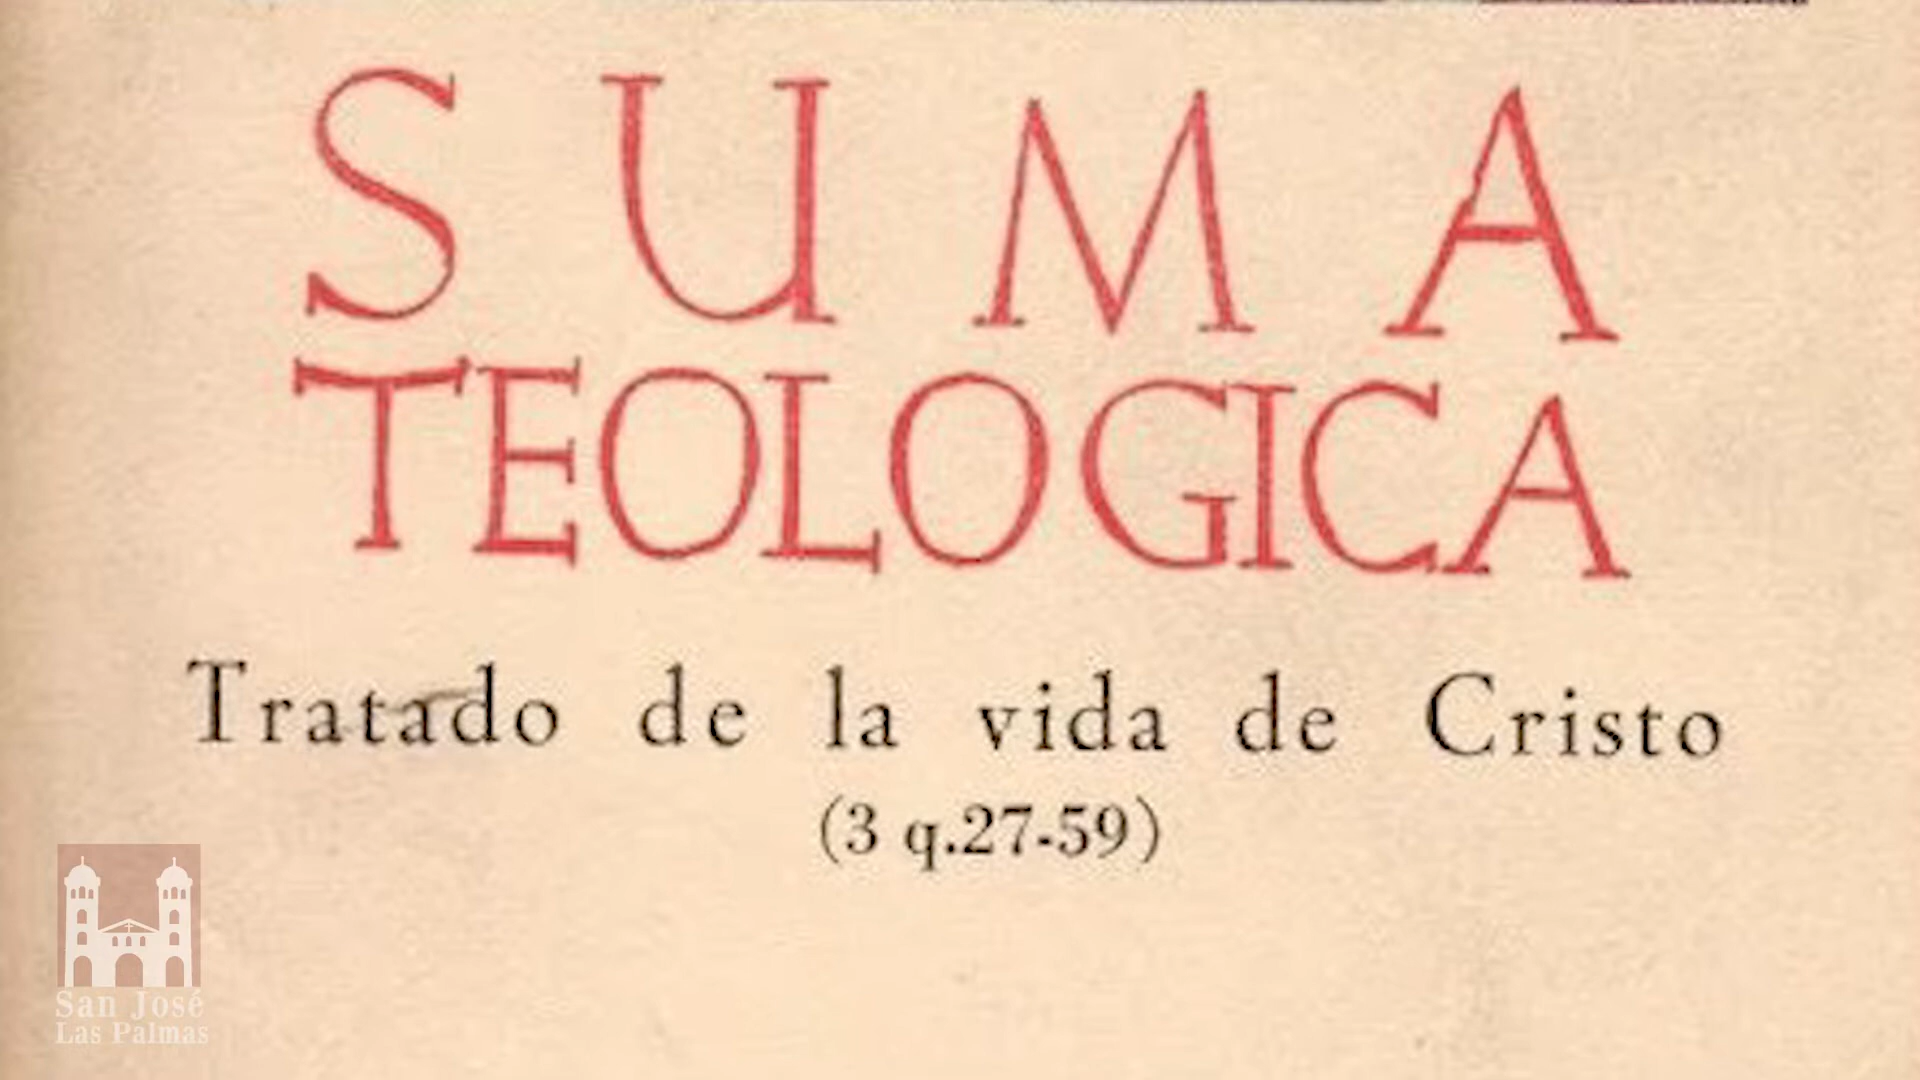 SUMA
TEOLOGICA
Tratado de la vida de Cristo
(3 q.27-59)
San José
Las Palmas